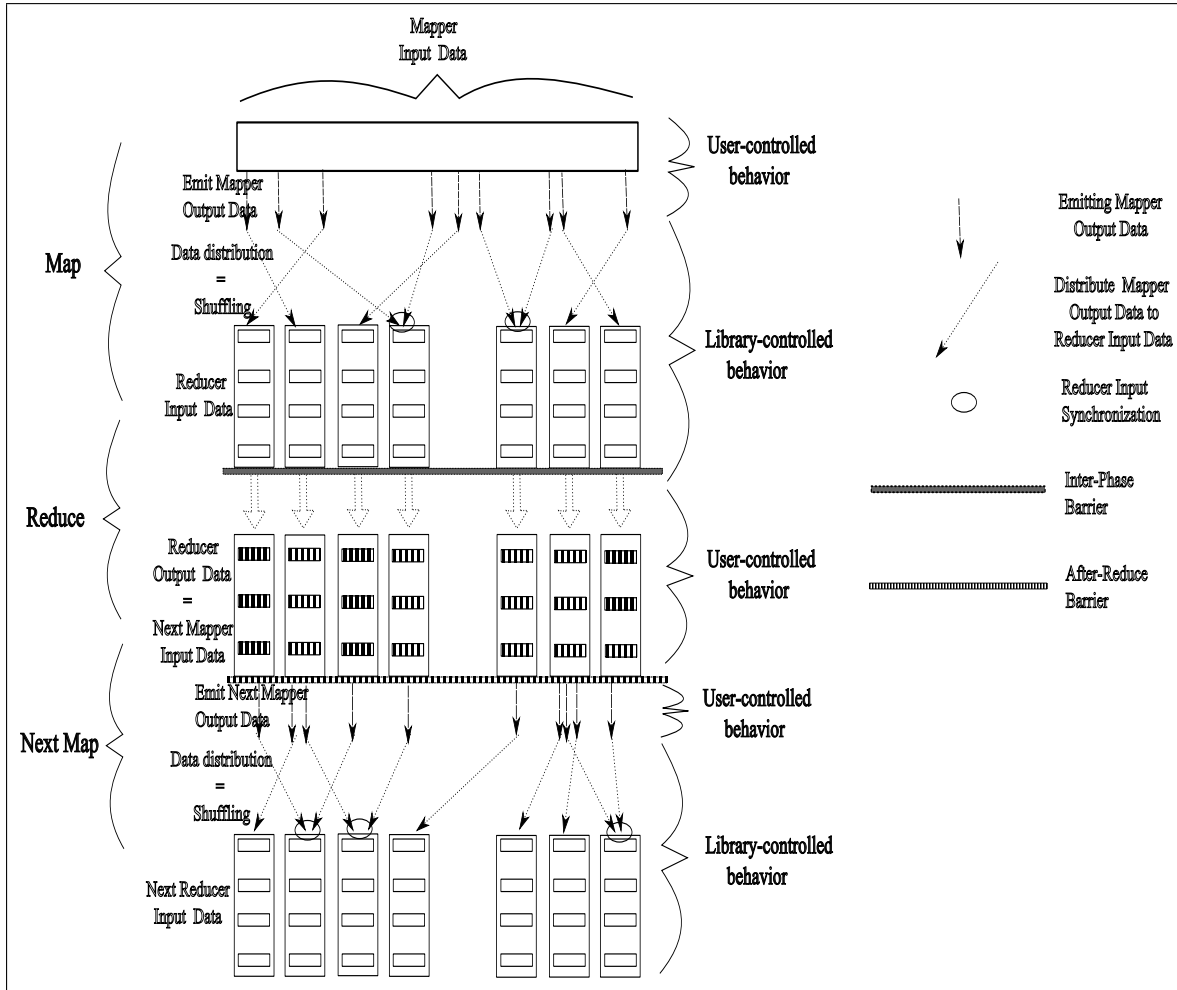 Mapper
Input Data
User-controlled
behavior
Emit Mapper
Output Data
Data distribution
=
Shuffling
Map
Library-controlled
behavior
Reducer
Input Data
Reduce
Reducer
Output Data
=
Next Mapper
Input Data
User-controlled
behavior
Emit Next Mapper
Output Data
User-controlled
behavior
Next Map
Data distribution
=
Shuffling
Library-controlled
behavior
Next Reducer
Input Data
Emitting Mapper
Output Data
Distribute Mapper
Output Data to
Reducer Input Data
Reducer Input
Synchronization
Inter-Phase
Barrier
After-Reduce
Barrier